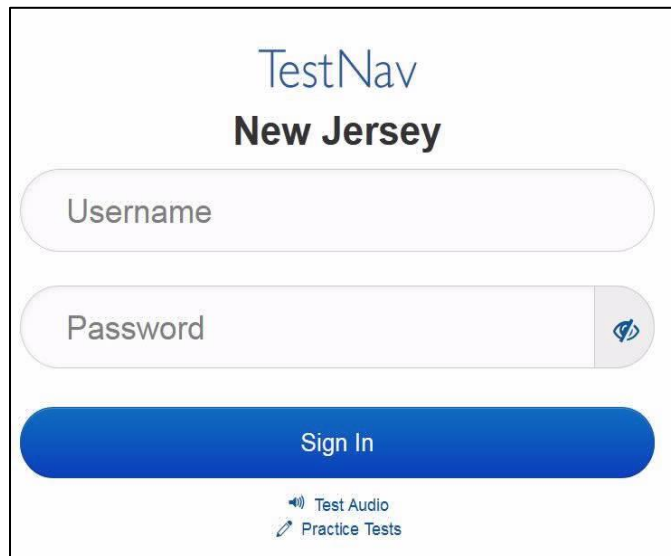 TestNav
New Jersey
Username
Password
Sign In
Test Audio
Practice Tests